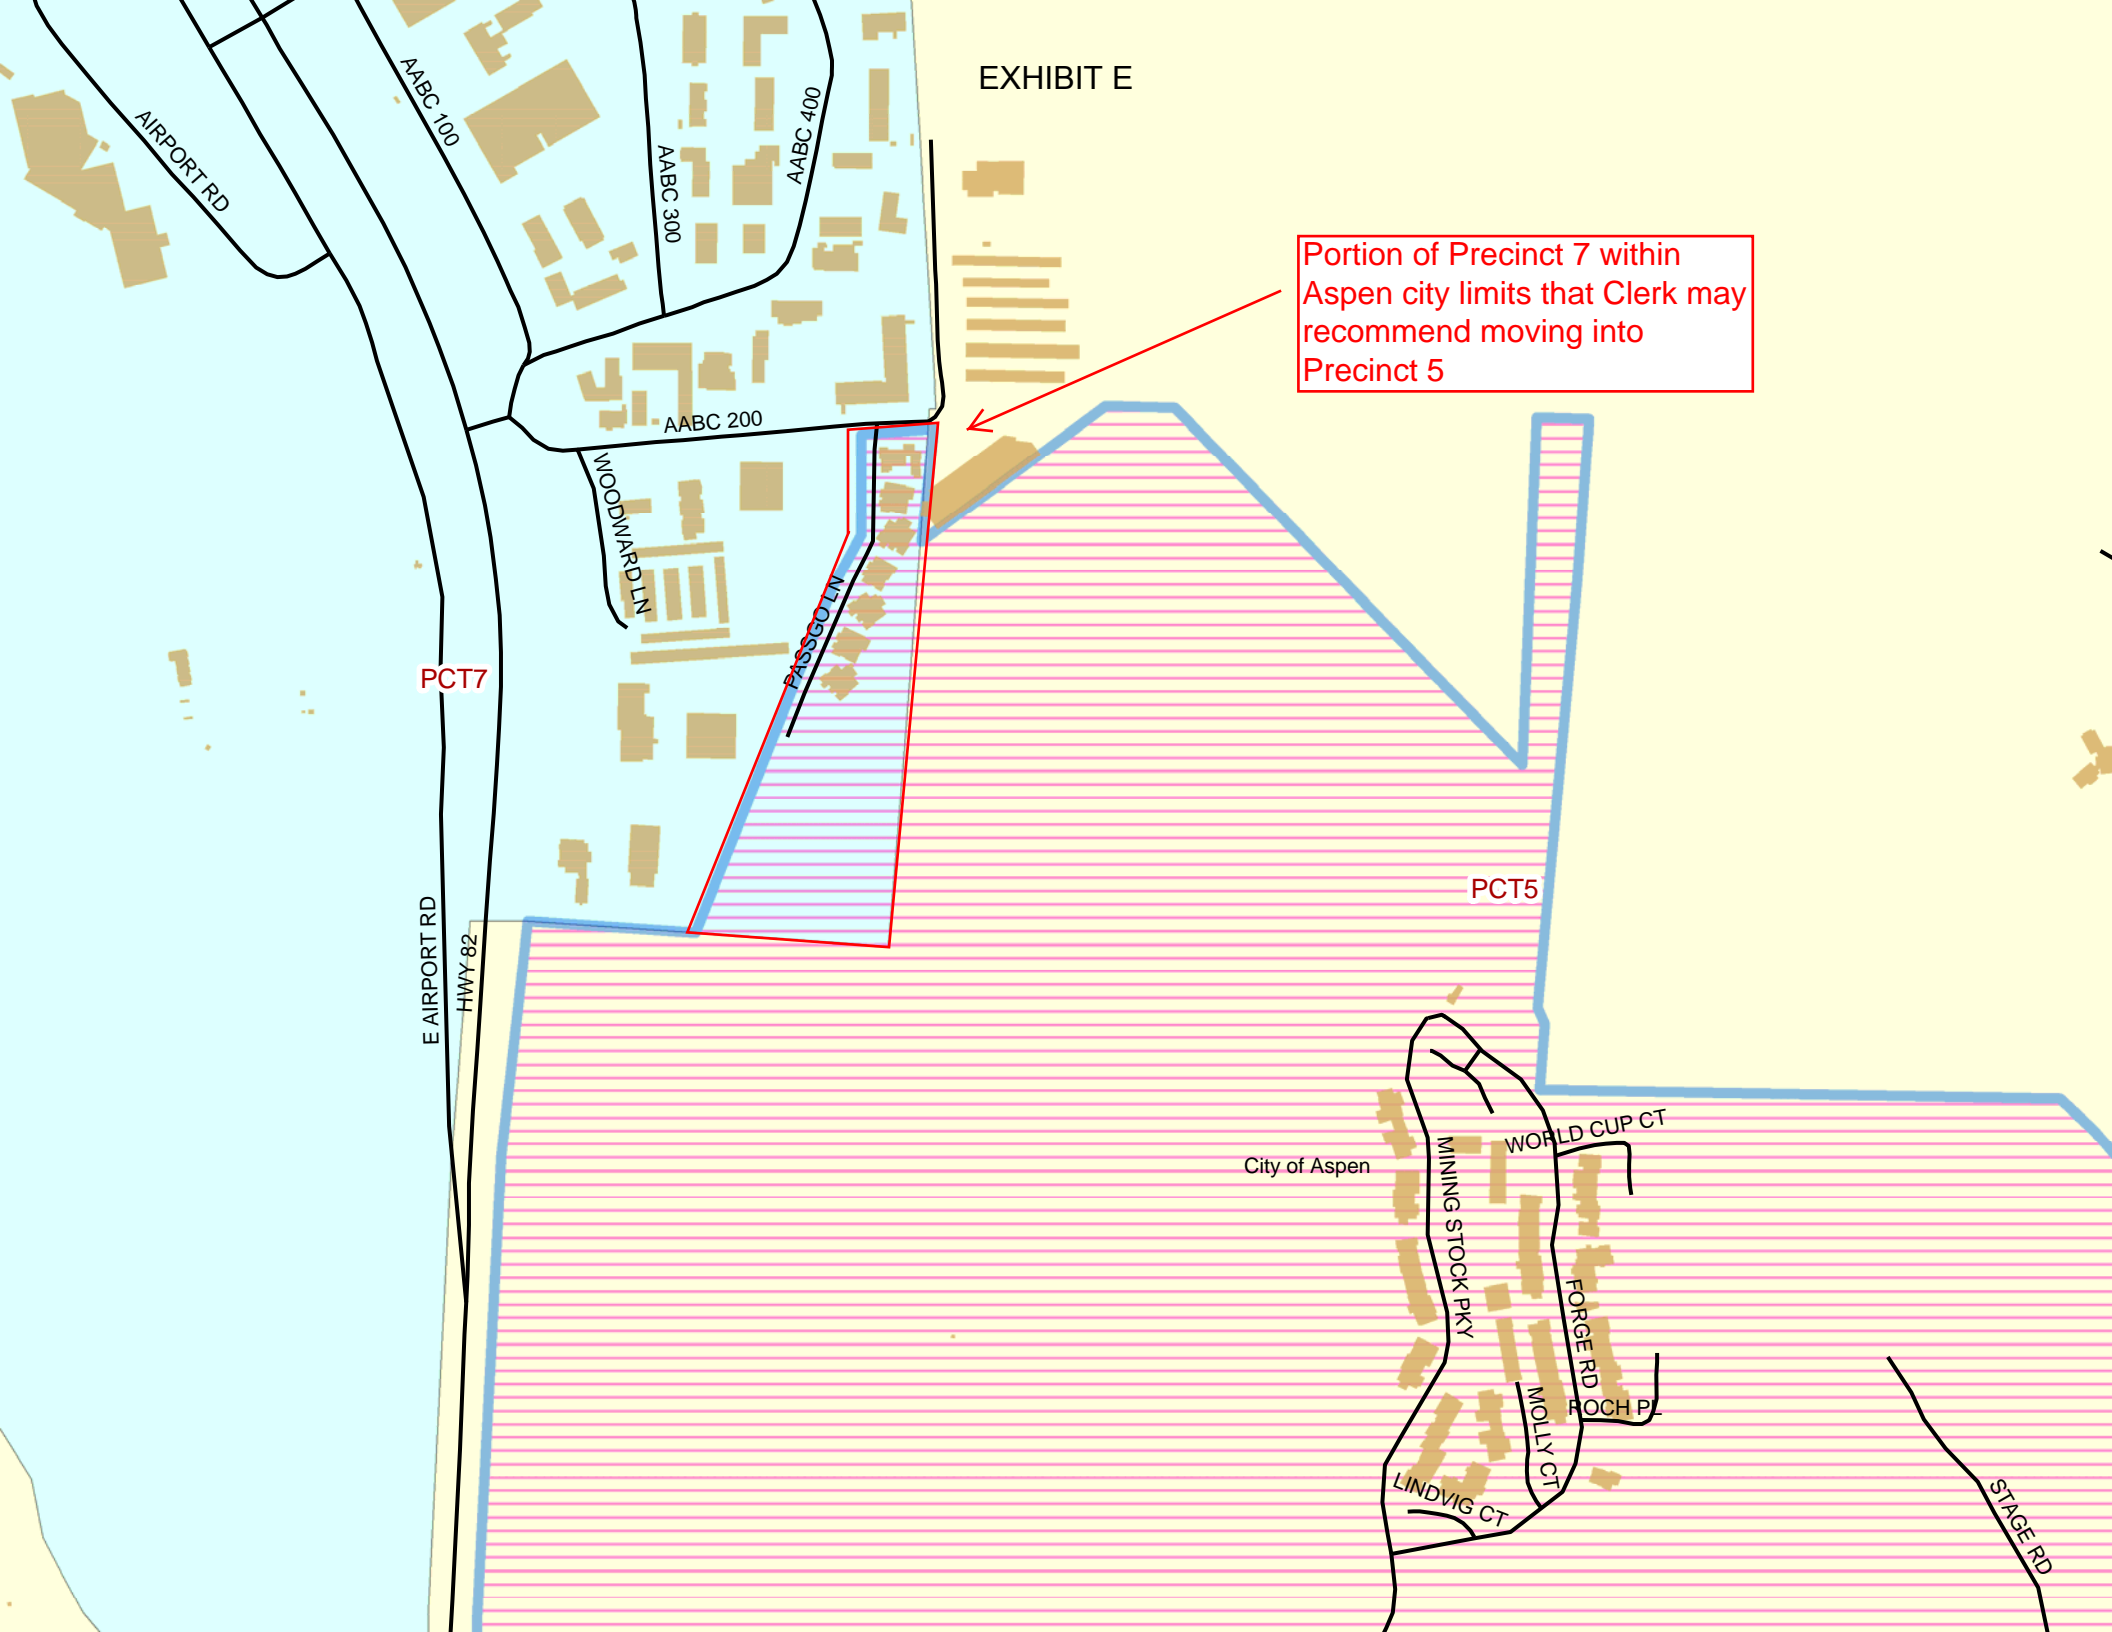 EXHIBIT E
AABC 100
AIRPORT RD
AABC 400
AABC 300
Portion of Precinct 7 within
Aspen city limits that Clerk may
recommend moving into
Precinct 5
AABC 200
WOODWARD LN
PASSGO LN
PCT7
PCT5
E AIRPORT RD
HWY 82
WORLD CUP CT
City of Aspen
MINING STOCK PKY
FORGE RD
ROCH PL
MOLLY CT
LINDVIG CT
STAGE RD